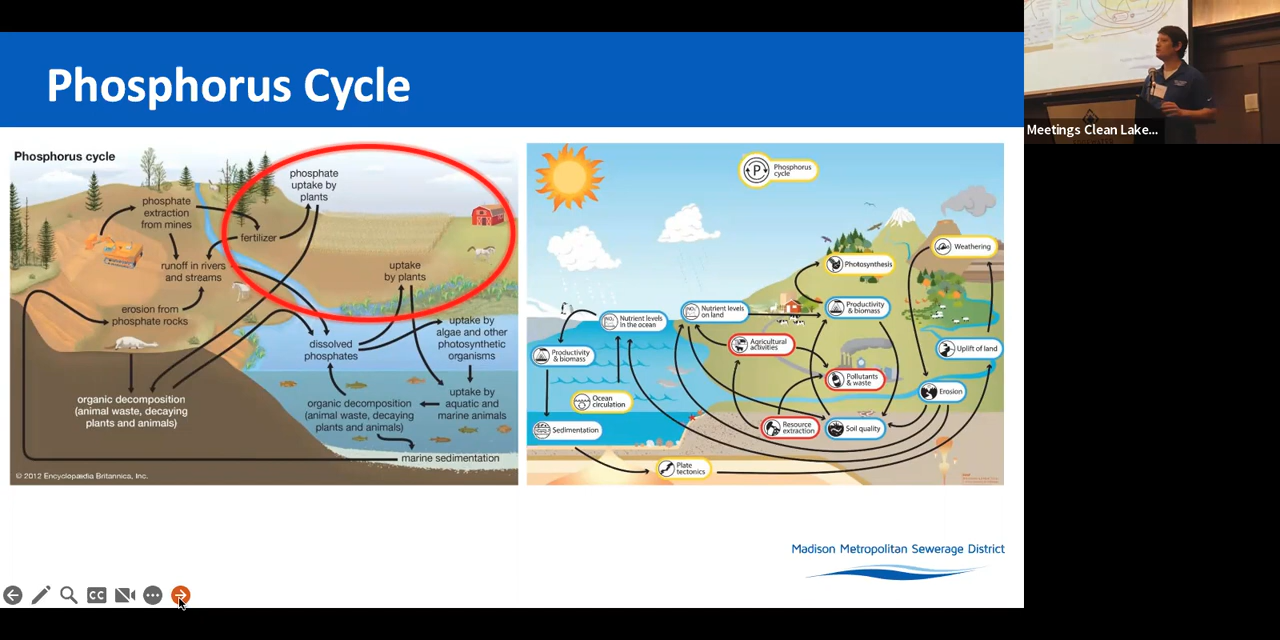 Phosphorus Cycle
Phosphorus cycle
phosphate
extraction
from mines
phosphate
uptake by
plants
fertilizer
runoff in rivers
and streams
erosion from
phosphate rocks
uptake
by plants
dissolved
phosphates
uptake by
algae and other
photosynthetic
organisms
organic decomposition
(animal waste, decaying
plants and animals)
organic decomposition
(animal waste, decaying
plants and animals)
uptake by
aquatic and
marine animals
marine sedimentation
© 2012 Encyclopædia Britannica, Inc.
P
Phosphorus
cycle
Weathering
Photosynthesis
Productivity
& biomass
Nutrient levels
on land
Nutrient levels
in the ocean
Agricultural
activities
Uplift of land
Productivity
& biomass
Pollutants
& waste
Erosion
Ocean
circulation
Resource
extraction
Soil quality
Sedimentation
Plate
tectonics
Madison Metropolitan Sewerage District
CC
Meetings Clean Lake...